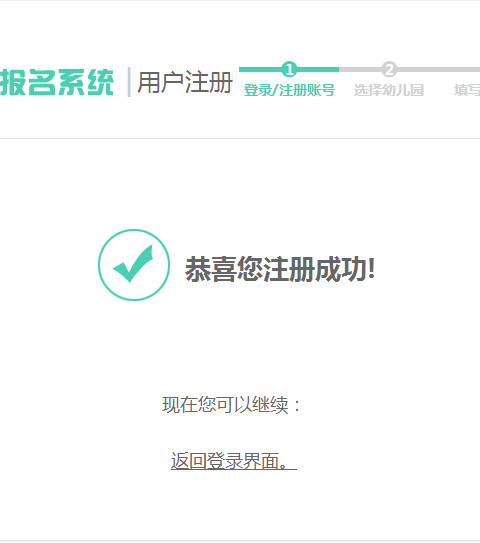 报名系统 | 用户注册
1 2
登录/注册账号 选择幼儿园 填写
恭喜您注册成功!
现在您可以继续：
返回登录界面。